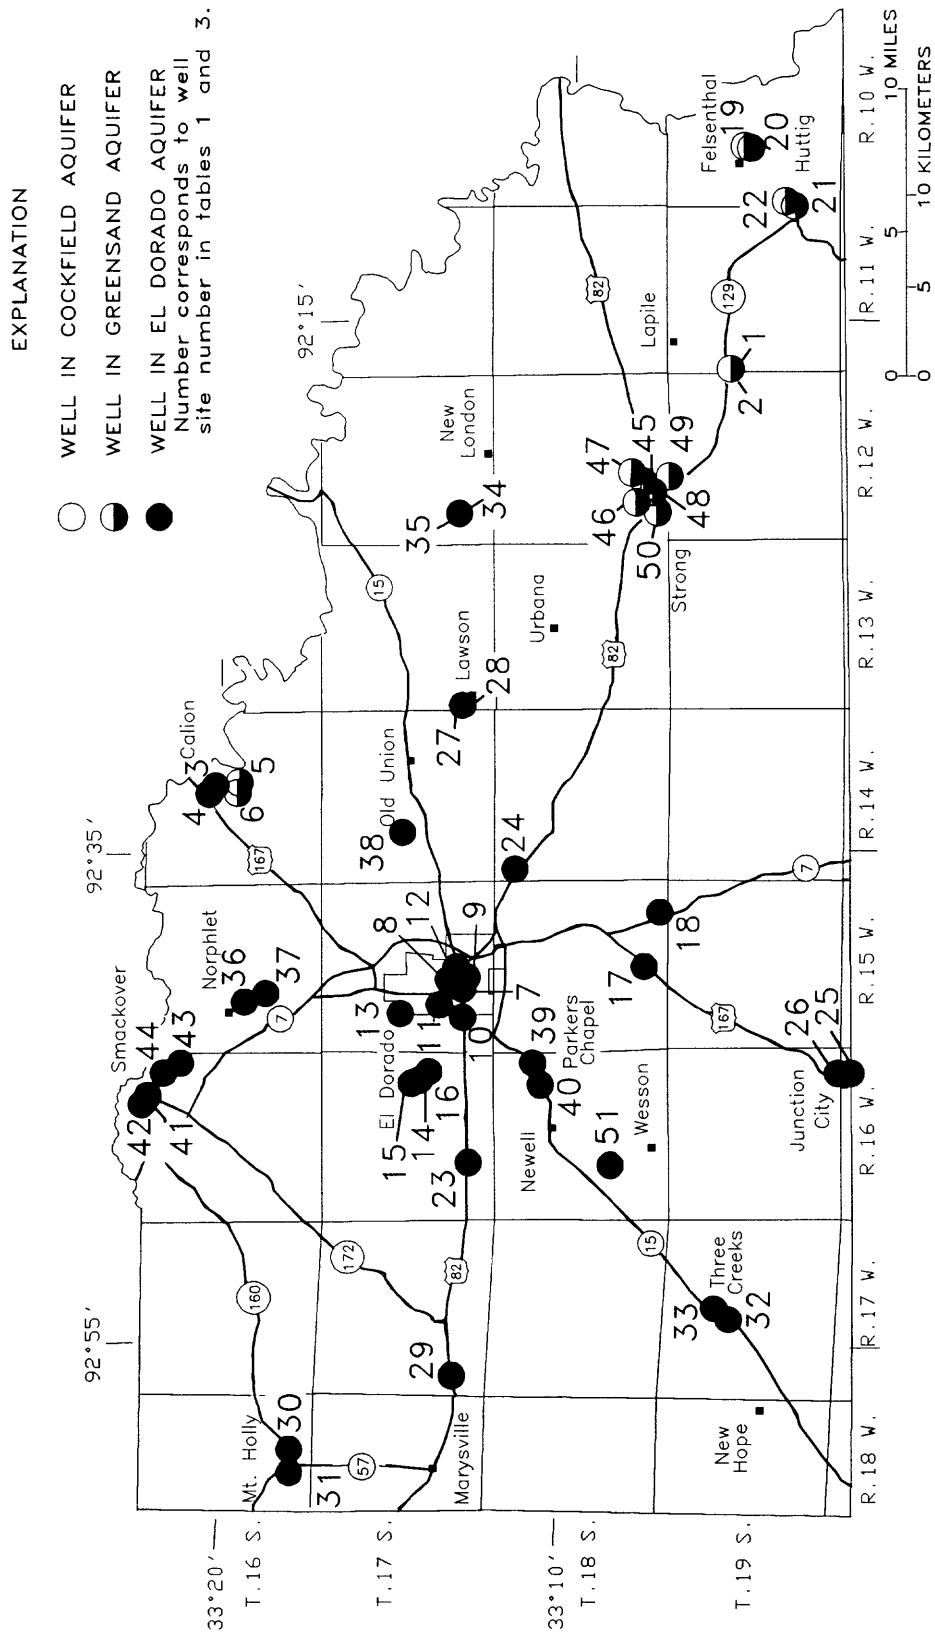 EXPLANATION
WELL IN COCKFIELD AQUIFER
WELL IN GREENSAND AQUIFER
WELL IN EL DORADO AQUIFER
Number corresponds to well
site number in tables 1 and 3.
92°55′
92°35′
92°15′
33°20′
T.16 S.
T.17 S.
33°10′
T.18 S.
T.19 S.
Smackover
42
41
44
43
Norphlet
36
37
7
167
Calion
4
3
6
5
160
172
Mt. Holly
30
31
57
Marysville
29
82
23
El Dorado
15
14
16
13
11
10
8
12
9
7
38
Old Union
15
27
28
Lawson
35
34
New
London
24
Urbana
82
82
Newell
40
39
Parkers
Chapel
51
Wesson
15
33
32
Three
Creeks
New
Hope
17
18
167
7
26
25
Junction
City
46
47
45
49
48
50
Strong
Lapile
2
1
129
Felsenthal
19
20
Huttig
22
21
R.18 W.
R.17 W.
R.16 W.
R.15 W.
R.14 W.
R.13 W.
R.12 W.
R.11 W.
R.10 W.
0
5
10 MILES
0
5
10 KILOMETERS